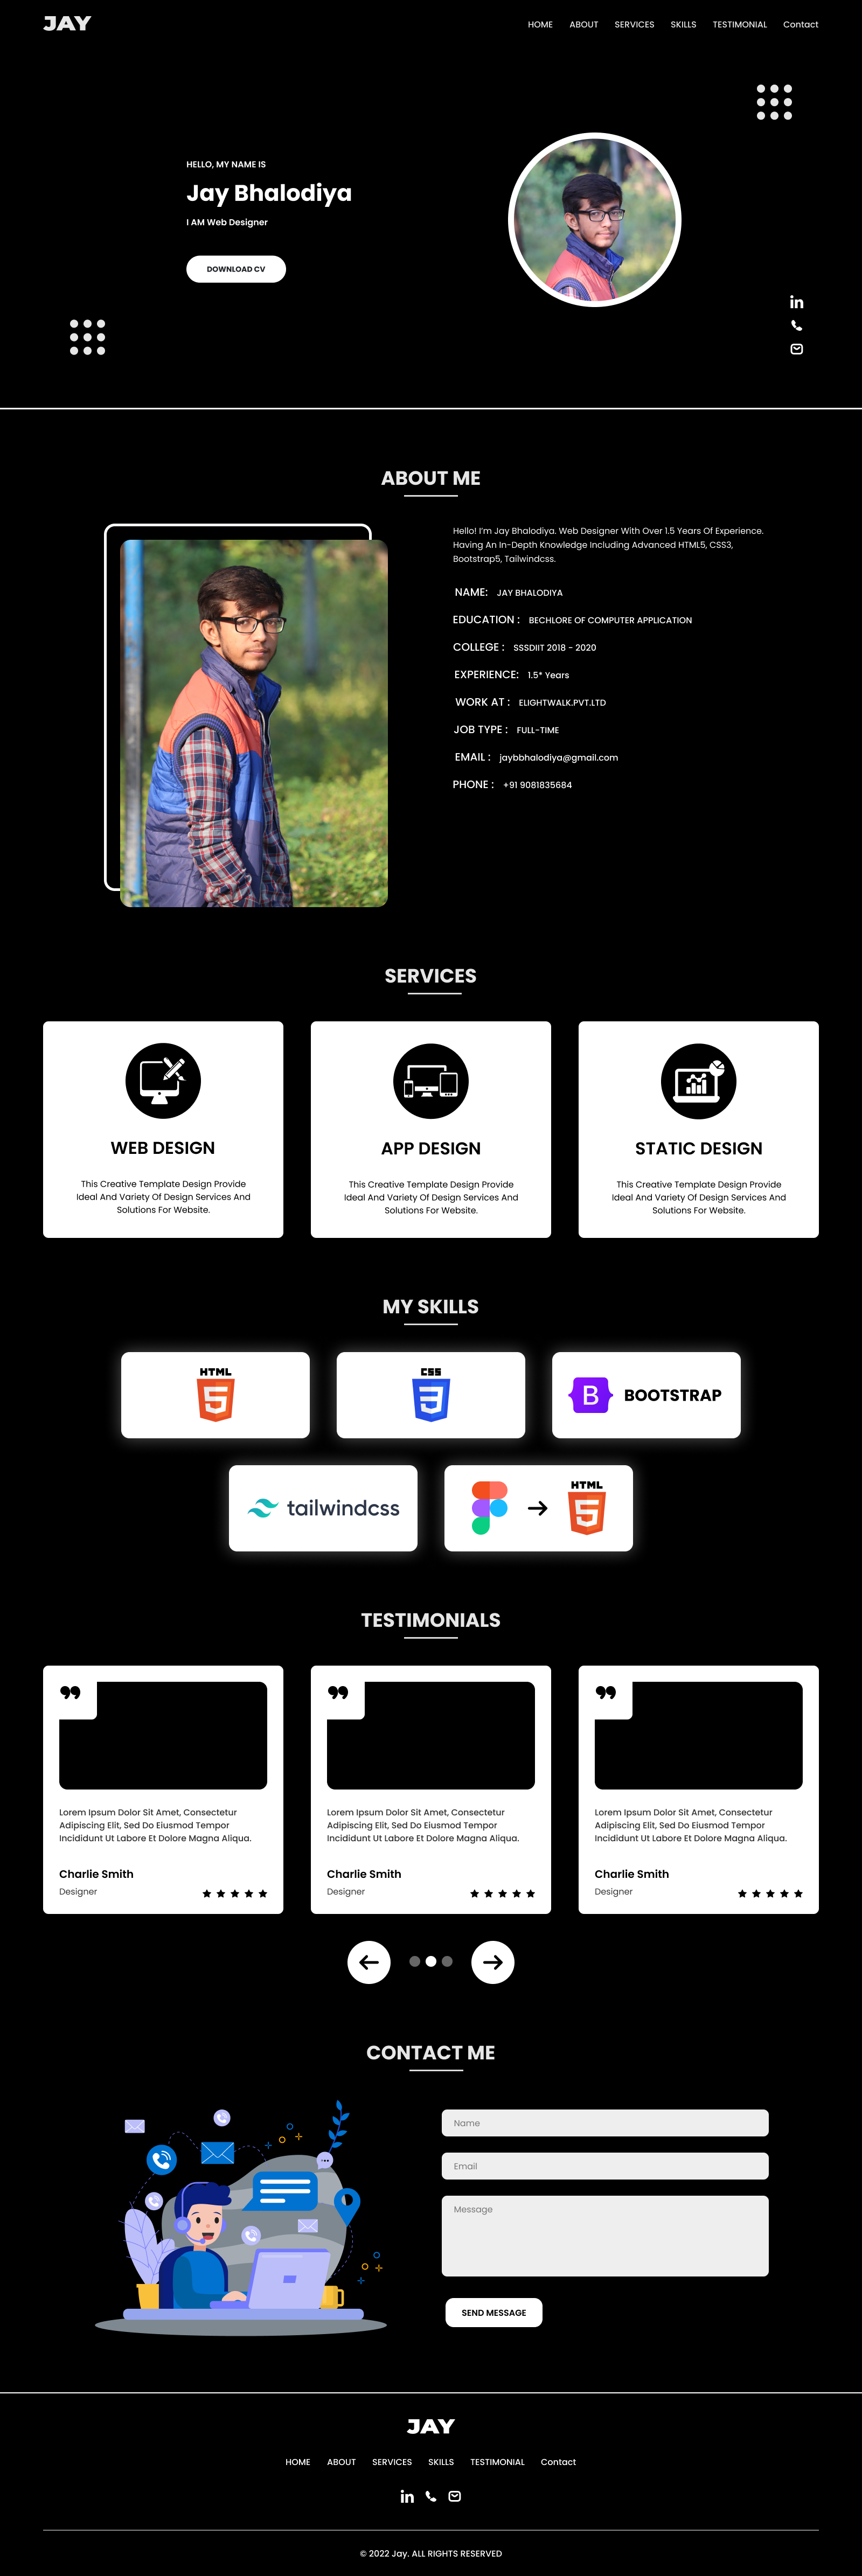 JAY
HOME ABOUT SERVICES SKILLS TESTIMONIAL Contact
HELLO, MY NAME IS
Jay Bhalodiya
I AM Web Designer
DOWNLOAD CV
in
ABOUT ME
Hello! I'm Jay Bhalodiya. Web Designer With Over 1.5 Years Of Experience.
Having An In-Depth Knowledge Including Advanced HTML5, CSS3,
Bootstrap5, Tailwindcss.
NAME: JAY BHALODIYA
EDUCATION : BECHLORE OF COMPUTER APPLICATION
COLLEGE : SSSDIIT 2018 - 2020
EXPERIENCE: 1.5* Years
WORK AT : ELIGHTWALK.PVT.LTD
JOB TYPE : FULL-TIME
EMAIL : jaybbhalodiya@gmail.com
PHONE : +91 9081835684
SERVICES
WEB DESIGN
This Creative Template Design Provide
Ideal And Variety Of Design Services And
Solutions For Website.
APP DESIGN
This Creative Template Design Provide
Ideal And Variety Of Design Services And
Solutions For Website.
STATIC DESIGN
This Creative Template Design Provide
Ideal And Variety Of Design Services And
Solutions For Website.
MY SKILLS
HTML
5
CSS
3
B BOOTSTRAP
tailwindcss
HTML
5
TESTIMONIALS
Lorem Ipsum Dolor Sit Amet, Consectetur
Adipiscing Elit, Sed Do Eiusmod Tempor
Incididunt Ut Labore Et Dolore Magna Aliqua.
Charlie Smith
Designer
Lorem Ipsum Dolor Sit Amet, Consectetur
Adipiscing Elit, Sed Do Eiusmod Tempor
Incididunt Ut Labore Et Dolore Magna Aliqua.
Charlie Smith
Designer
Lorem Ipsum Dolor Sit Amet, Consectetur
Adipiscing Elit, Sed Do Eiusmod Tempor
Incididunt Ut Labore Et Dolore Magna Aliqua.
Charlie Smith
Designer
CONTACT ME
Name
Email
Message
SEND MESSAGE
JAY
HOME ABOUT SERVICES SKILLS TESTIMONIAL Contact
in
© 2022 Jay. ALL RIGHTS RESERVED